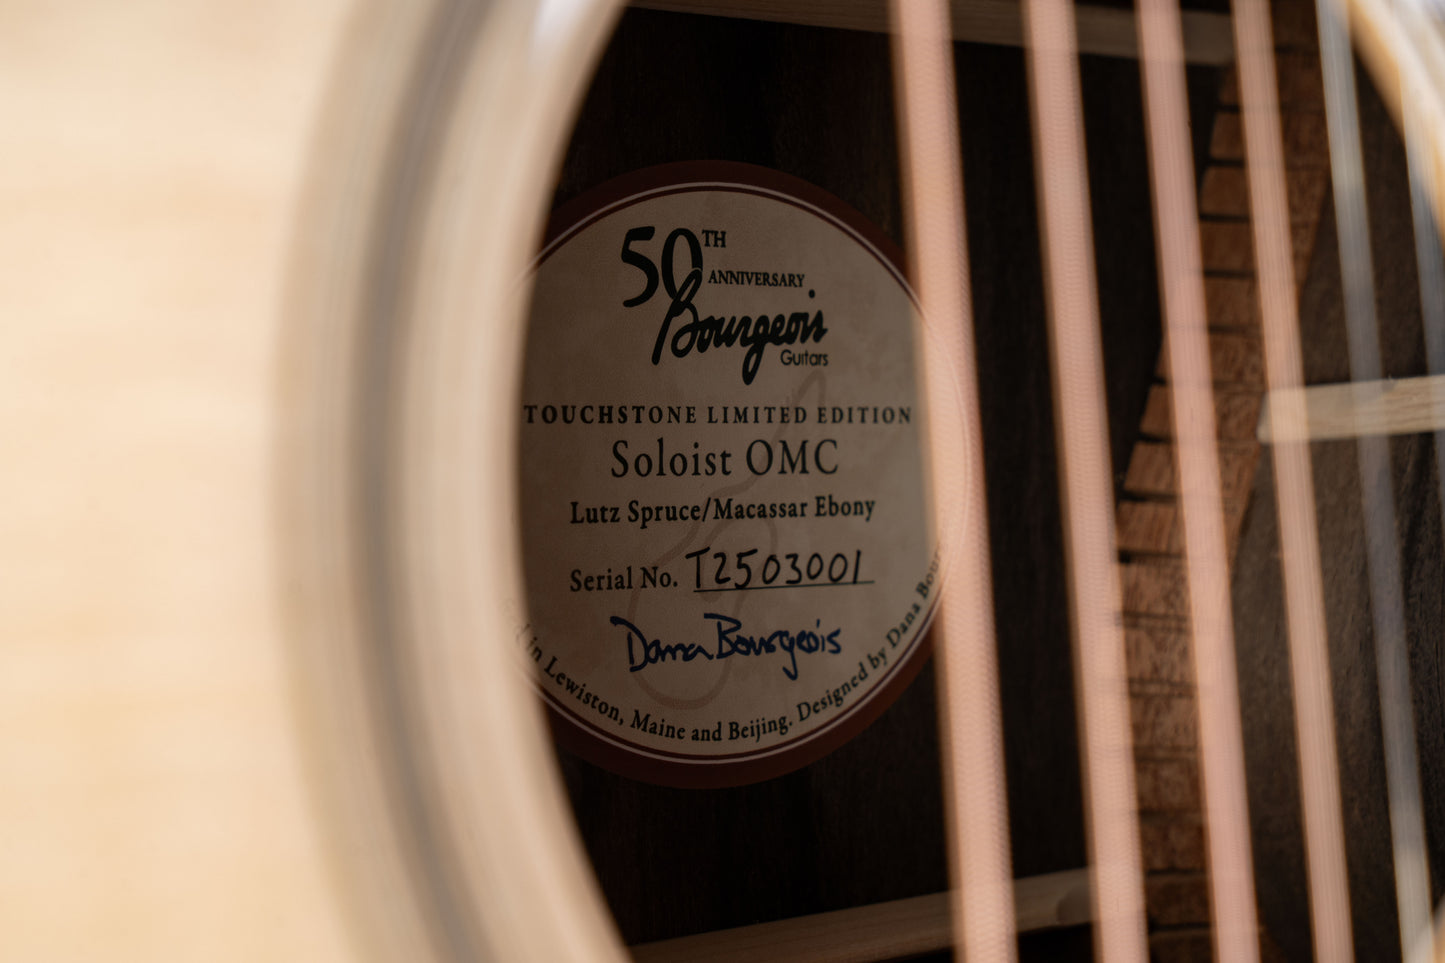 50TH
ANNIVERSARY
Bourgeois
Guitars
TOUCHSTONE LIMITED EDITION
Soloist OMC
Lutz Spruce/Macassar Ebony
Serial No. T2503001
Dana Bourgeois
in Lewiston, Maine and Beijing. Designed by Dana